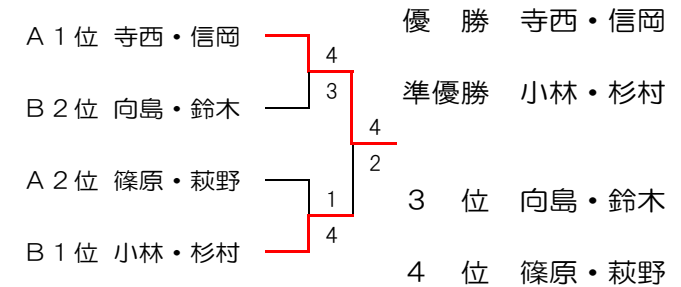 A1位 寺西・信岡
B2位 向島・鈴木
A2位 篠原・萩野
B1位 小林・杉村
4
3
1
4
4
2
優　勝　寺西・信岡
準優勝　小林・杉村
３　位　向島・鈴木
４　位　篠原・萩野